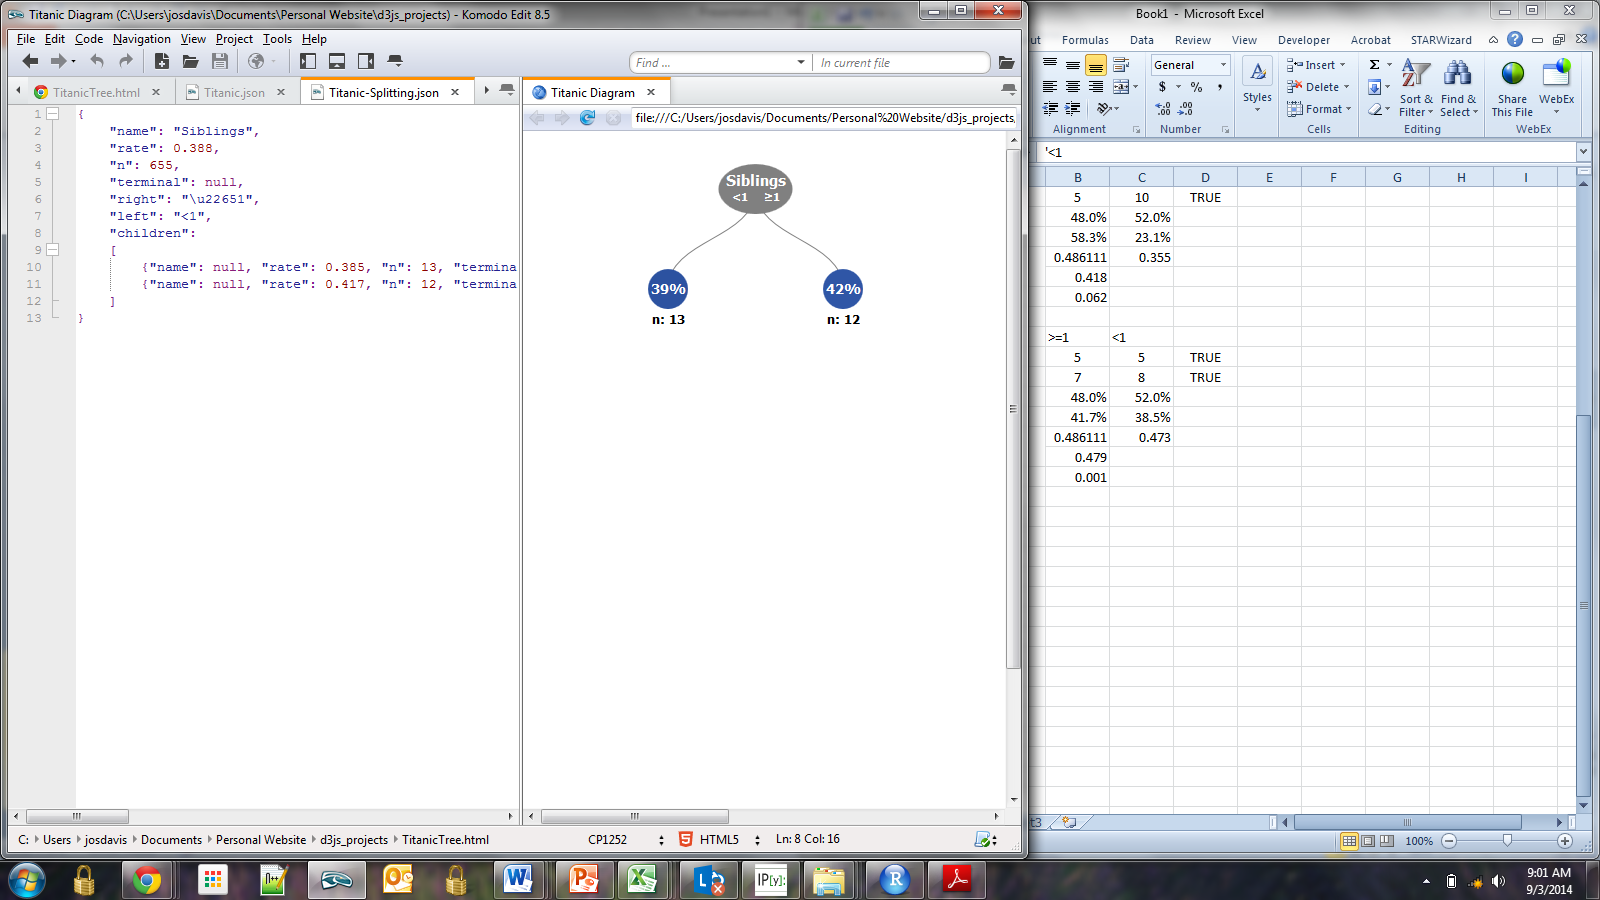 Titanic Diagram (C:\Users\josdavis\Documents\Personal Website\d3js_projects) - Komodo Edit 8.5
File Edit Code Navigation View Project Tools Help
Find ... In current file
TitanicTree.html Titanic.json Titanic-Splitting.json
1 {
2 "name": "Siblings",
3 "rate": 0.388,
4 "n": 655,
5 "terminal": null,
6 "right": "\u22651",
7 "left": "<1",
8 "children":
9 [
10 {"name": null, "rate": 0.385, "n": 13, "termina
11 {"name": null, "rate": 0.417, "n": 12, "termina
12 ]
13 }
Titanic Diagram
file:///C:/Users/josdavis/Documents/Personal%20Website/d3js_projects/
Siblings
<1 ≥1
39% 42%
n: 13 n: 12
C: Users josdavis Documents Personal Website d3js_projects TitanicTree.html CP1252 HTML5 Ln: 8 Col: 16
Book1 - Microsoft Excel
ut Formulas Data Review View Developer Acrobat STARWizard
General Styles Insert Delete Format Σ Sort & Filter Find & Select Share This File WebEx
$ % ,
Alignment Number Cells Editing WebEx
'<1
B C D E F G H I
5 10 TRUE
48.0% 52.0%
58.3% 23.1%
0.486111 0.355
0.418
0.062
>=1 <1
5 5 TRUE
7 8 TRUE
48.0% 52.0%
41.7% 38.5%
0.486111 0.473
0.479
0.001
t3
100%
IP[y]:
9:01 AM
9/3/2014